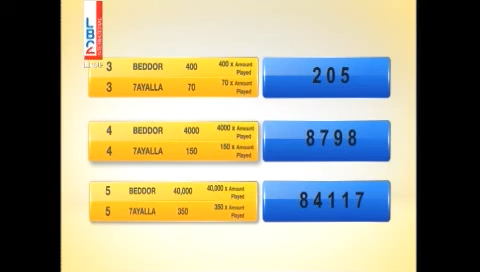 LBC
INTERNATIONAL
3 BEDDOR 400 400 x Amount Played
3 7AYALLA 70 70 x Amount Played
205
4 BEDDOR 4000 4000 x Amount Played
4 7AYALLA 150 150 x Amount Played
8798
5 BEDDOR 40,000 40,000 x Amount Played
5 7AYALLA 350 350 x Amount Played
84117